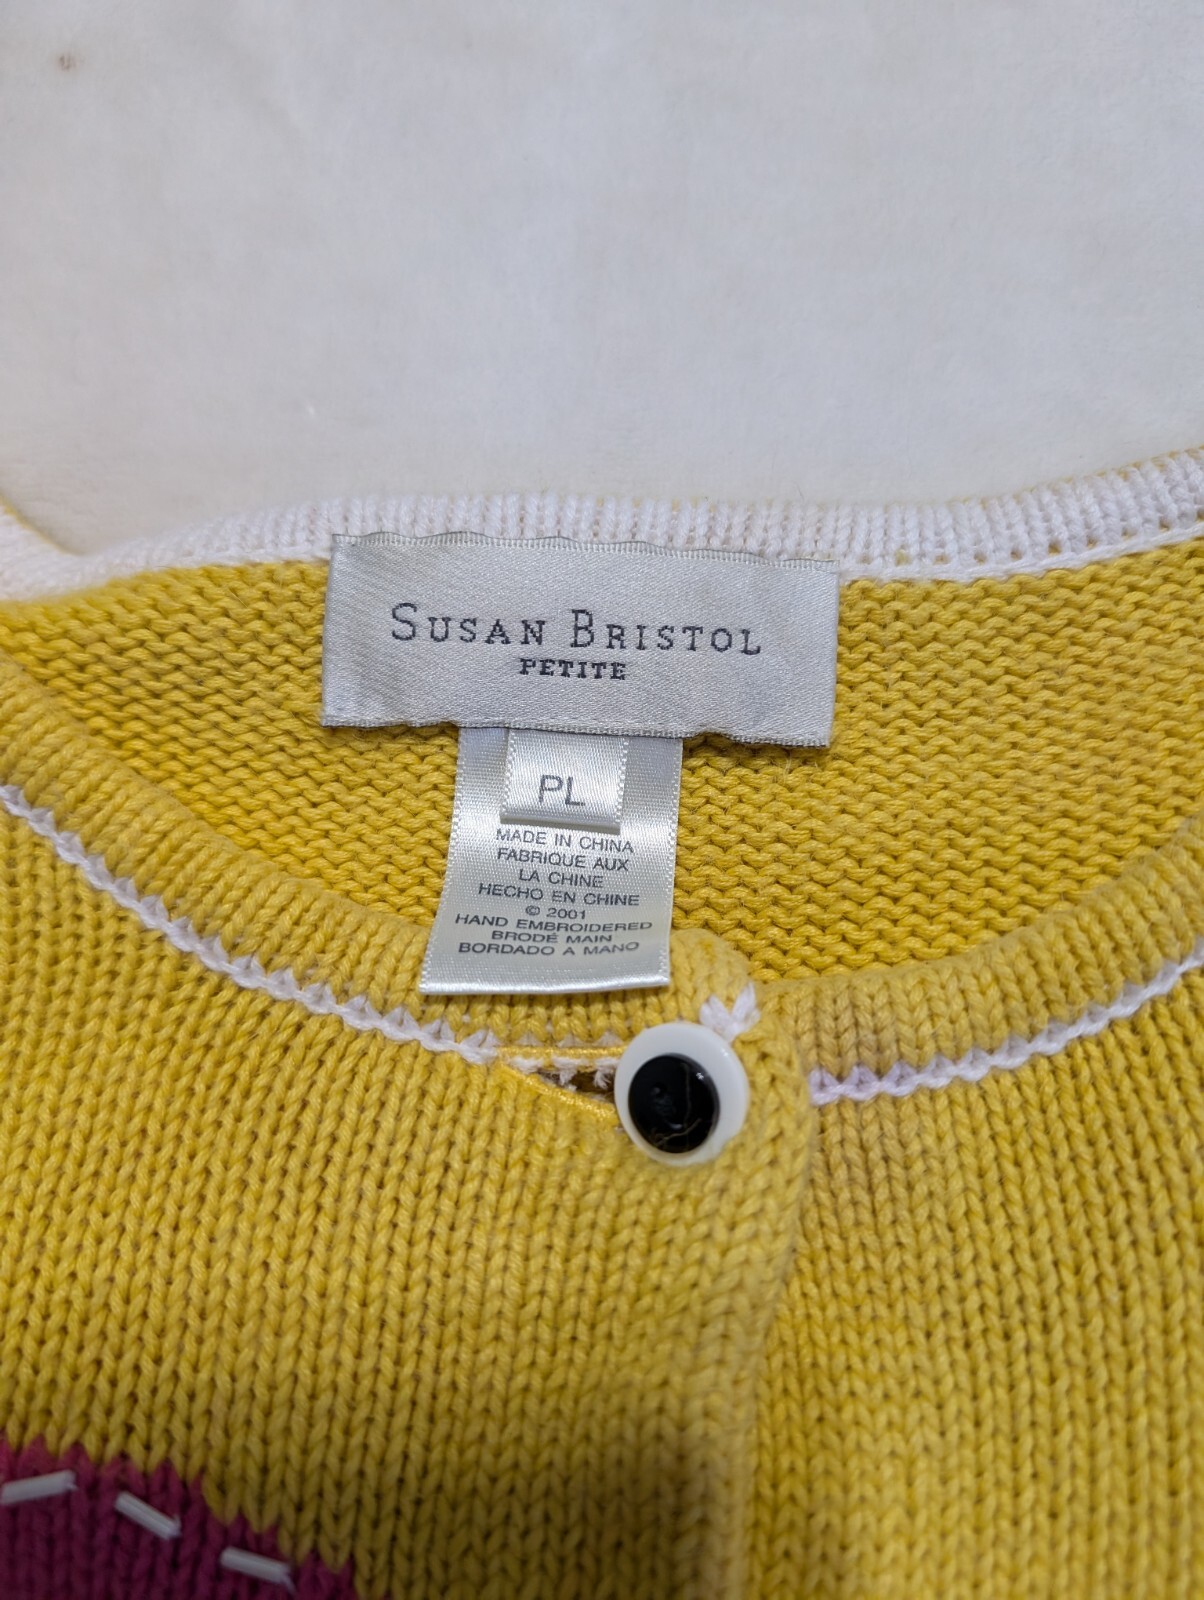 SUSAN BRISTOL
PETITE
PL
MADE IN CHINA
FABRIQUE AUX
LA CHINE
HECHO EN CHINE
© 2001
HAND EMBROIDERED
BRODÉ MAIN
BORDADO A MANO